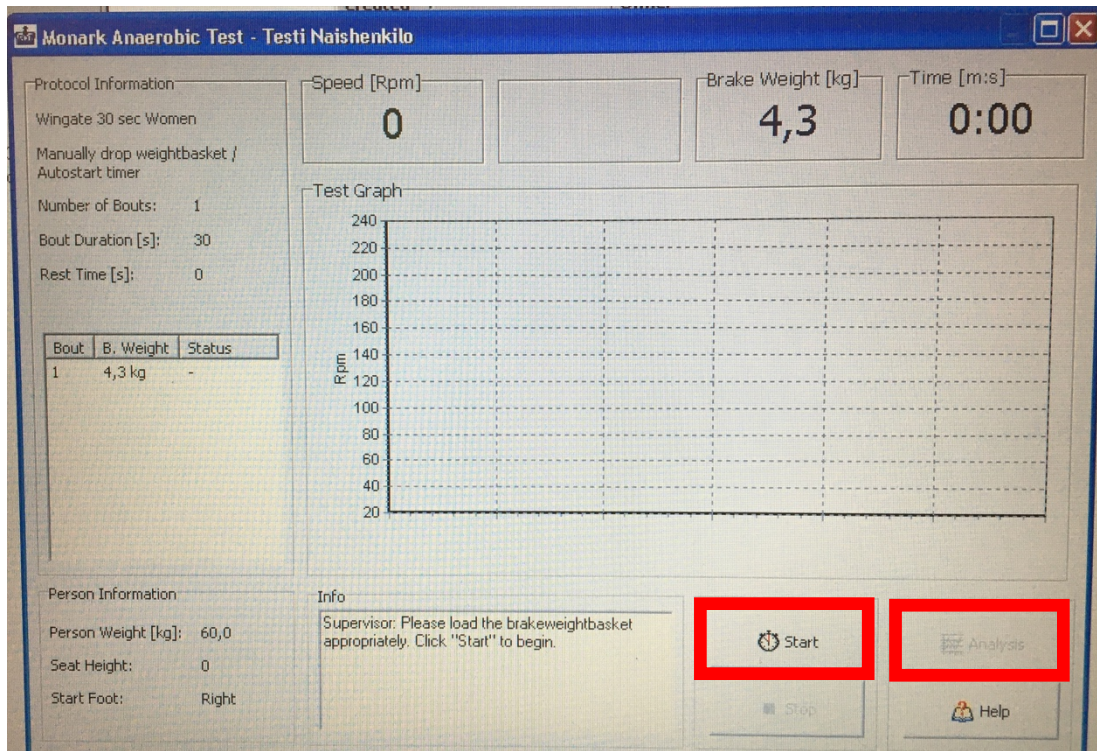 Monark Anaerobic Test - Testi Naishenkilo
Protocol Information
Wingate 30 sec Women
Manually drop weightbasket /
Autostart timer
Number of Bouts: 1
Bout Duration [s]: 30
Rest Time [s]: 0
Bout B. Weight Status
1 4,3 kg -
Speed [Rpm]
0
Brake Weight [kg]
4,3
Time [m:s]
0:00
Test Graph
Rpm
240
220
200
180
160
140
120
100
80
60
40
20
Person Information
Person Weight [kg]: 60,0
Seat Height: 0
Start Foot: Right
Info
Supervisor: Please load the brakeweightbasket
appropriately. Click "Start" to begin.
Start
Analysis
Stop
Help